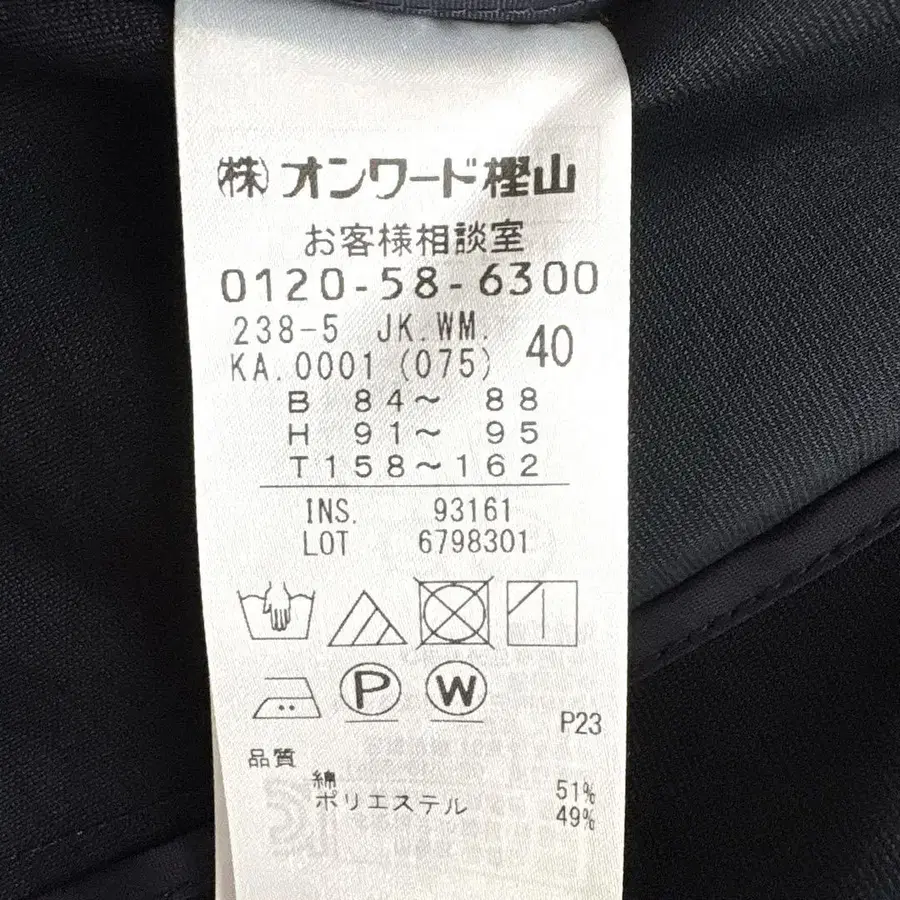 (株)オンワード樫山
お客様相談室
0120-58-6300
238-5 JK.WM.
KA.0001 (075) 40
B 84〜 88
H 91〜 95
T158〜162
INS. 93161
LOT 6798301
P W
P23
品質
綿 51%
ポリエステル 49%